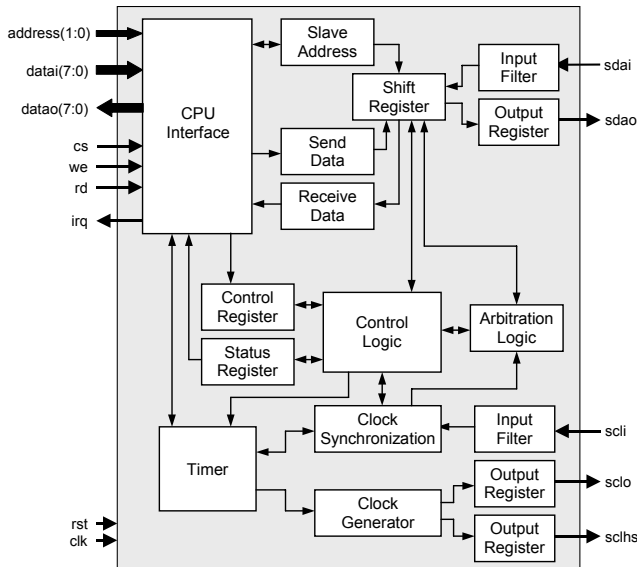 address(1:0)
datai(7:0)
datao(7:0)
cs
we
rd
irq
rst
clk
CPU
Interface
Slave
Address
Shift
Register
Input
Filter
sdai
Output
Register
sdao
Send
Data
Receive
Data
Control
Register
Status
Register
Control
Logic
Arbitration
Logic
Clock
Synchronization
Input
Filter
scli
Timer
Clock
Generator
Output
Register
sclo
Output
Register
sclhs